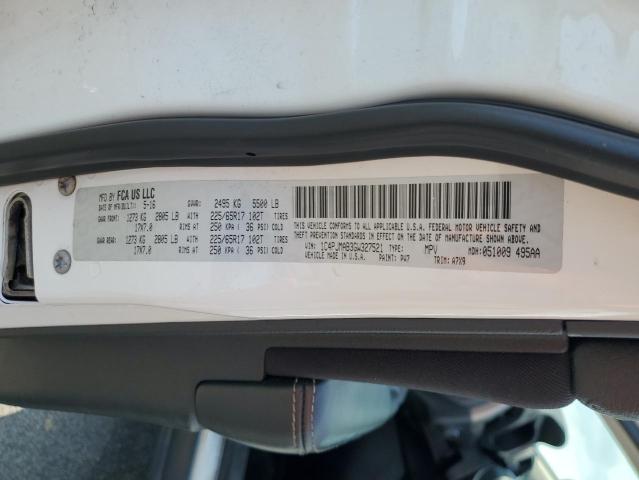 MFD BY FCA US LLC
DATE OF MFR/BUILT: 5-16 GVWR: 2495 KG 5500 LB
GAWR FRONT: 1273 KG 2805 LB WITH 225/65R17 102T TIRES
17X7.0 RIMS AT 250 KPA ( 36 PSI) COLD
GAWR REAR: 1273 KG 2805 LB WITH 225/65R17 102T TIRES
17X7.0 RIMS AT 250 KPA ( 36 PSI) COLD
THIS VEHICLE CONFORMS TO ALL APPLICABLE U.S.A. FEDERAL MOTOR VEHICLE SAFETY, BUMPER, AND
THEFT PREVENTION STANDARDS IN EFFECT ON THE DATE OF MANUFACTURE SHOWN ABOVE.
VIN: 1C4PJMAB3GW327521 TYPE: MPV MDH: 051009 495AA
VEHICLE MADE IN U.S.A. PAINT: PW7 TRIM: A7X9